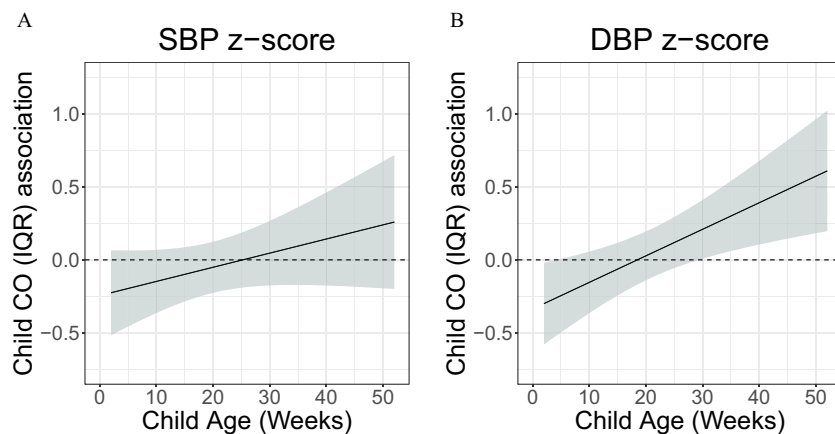 A
SBP z−score
Child CO (IQR) association
1.0
0.5
0.0
−0.5
0 10 20 30 40 50
Child Age (Weeks)
B
DBP z−score
Child CO (IQR) association
1.0
0.5
0.0
−0.5
0 10 20 30 40 50
Child Age (Weeks)